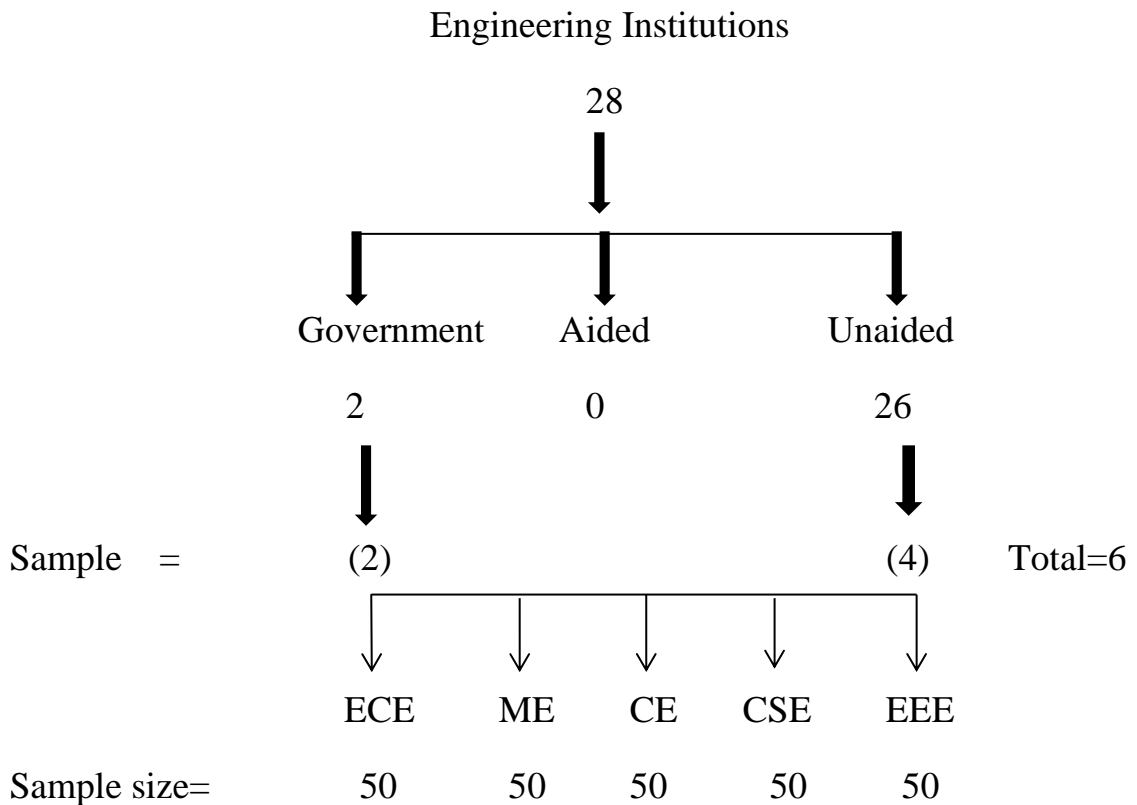 Engineering Institutions
28
Government Aided Unaided
2 0 26
Sample = (2) (4) Total=6
ECE ME CE CSE EEE
Sample size= 50 50 50 50 50